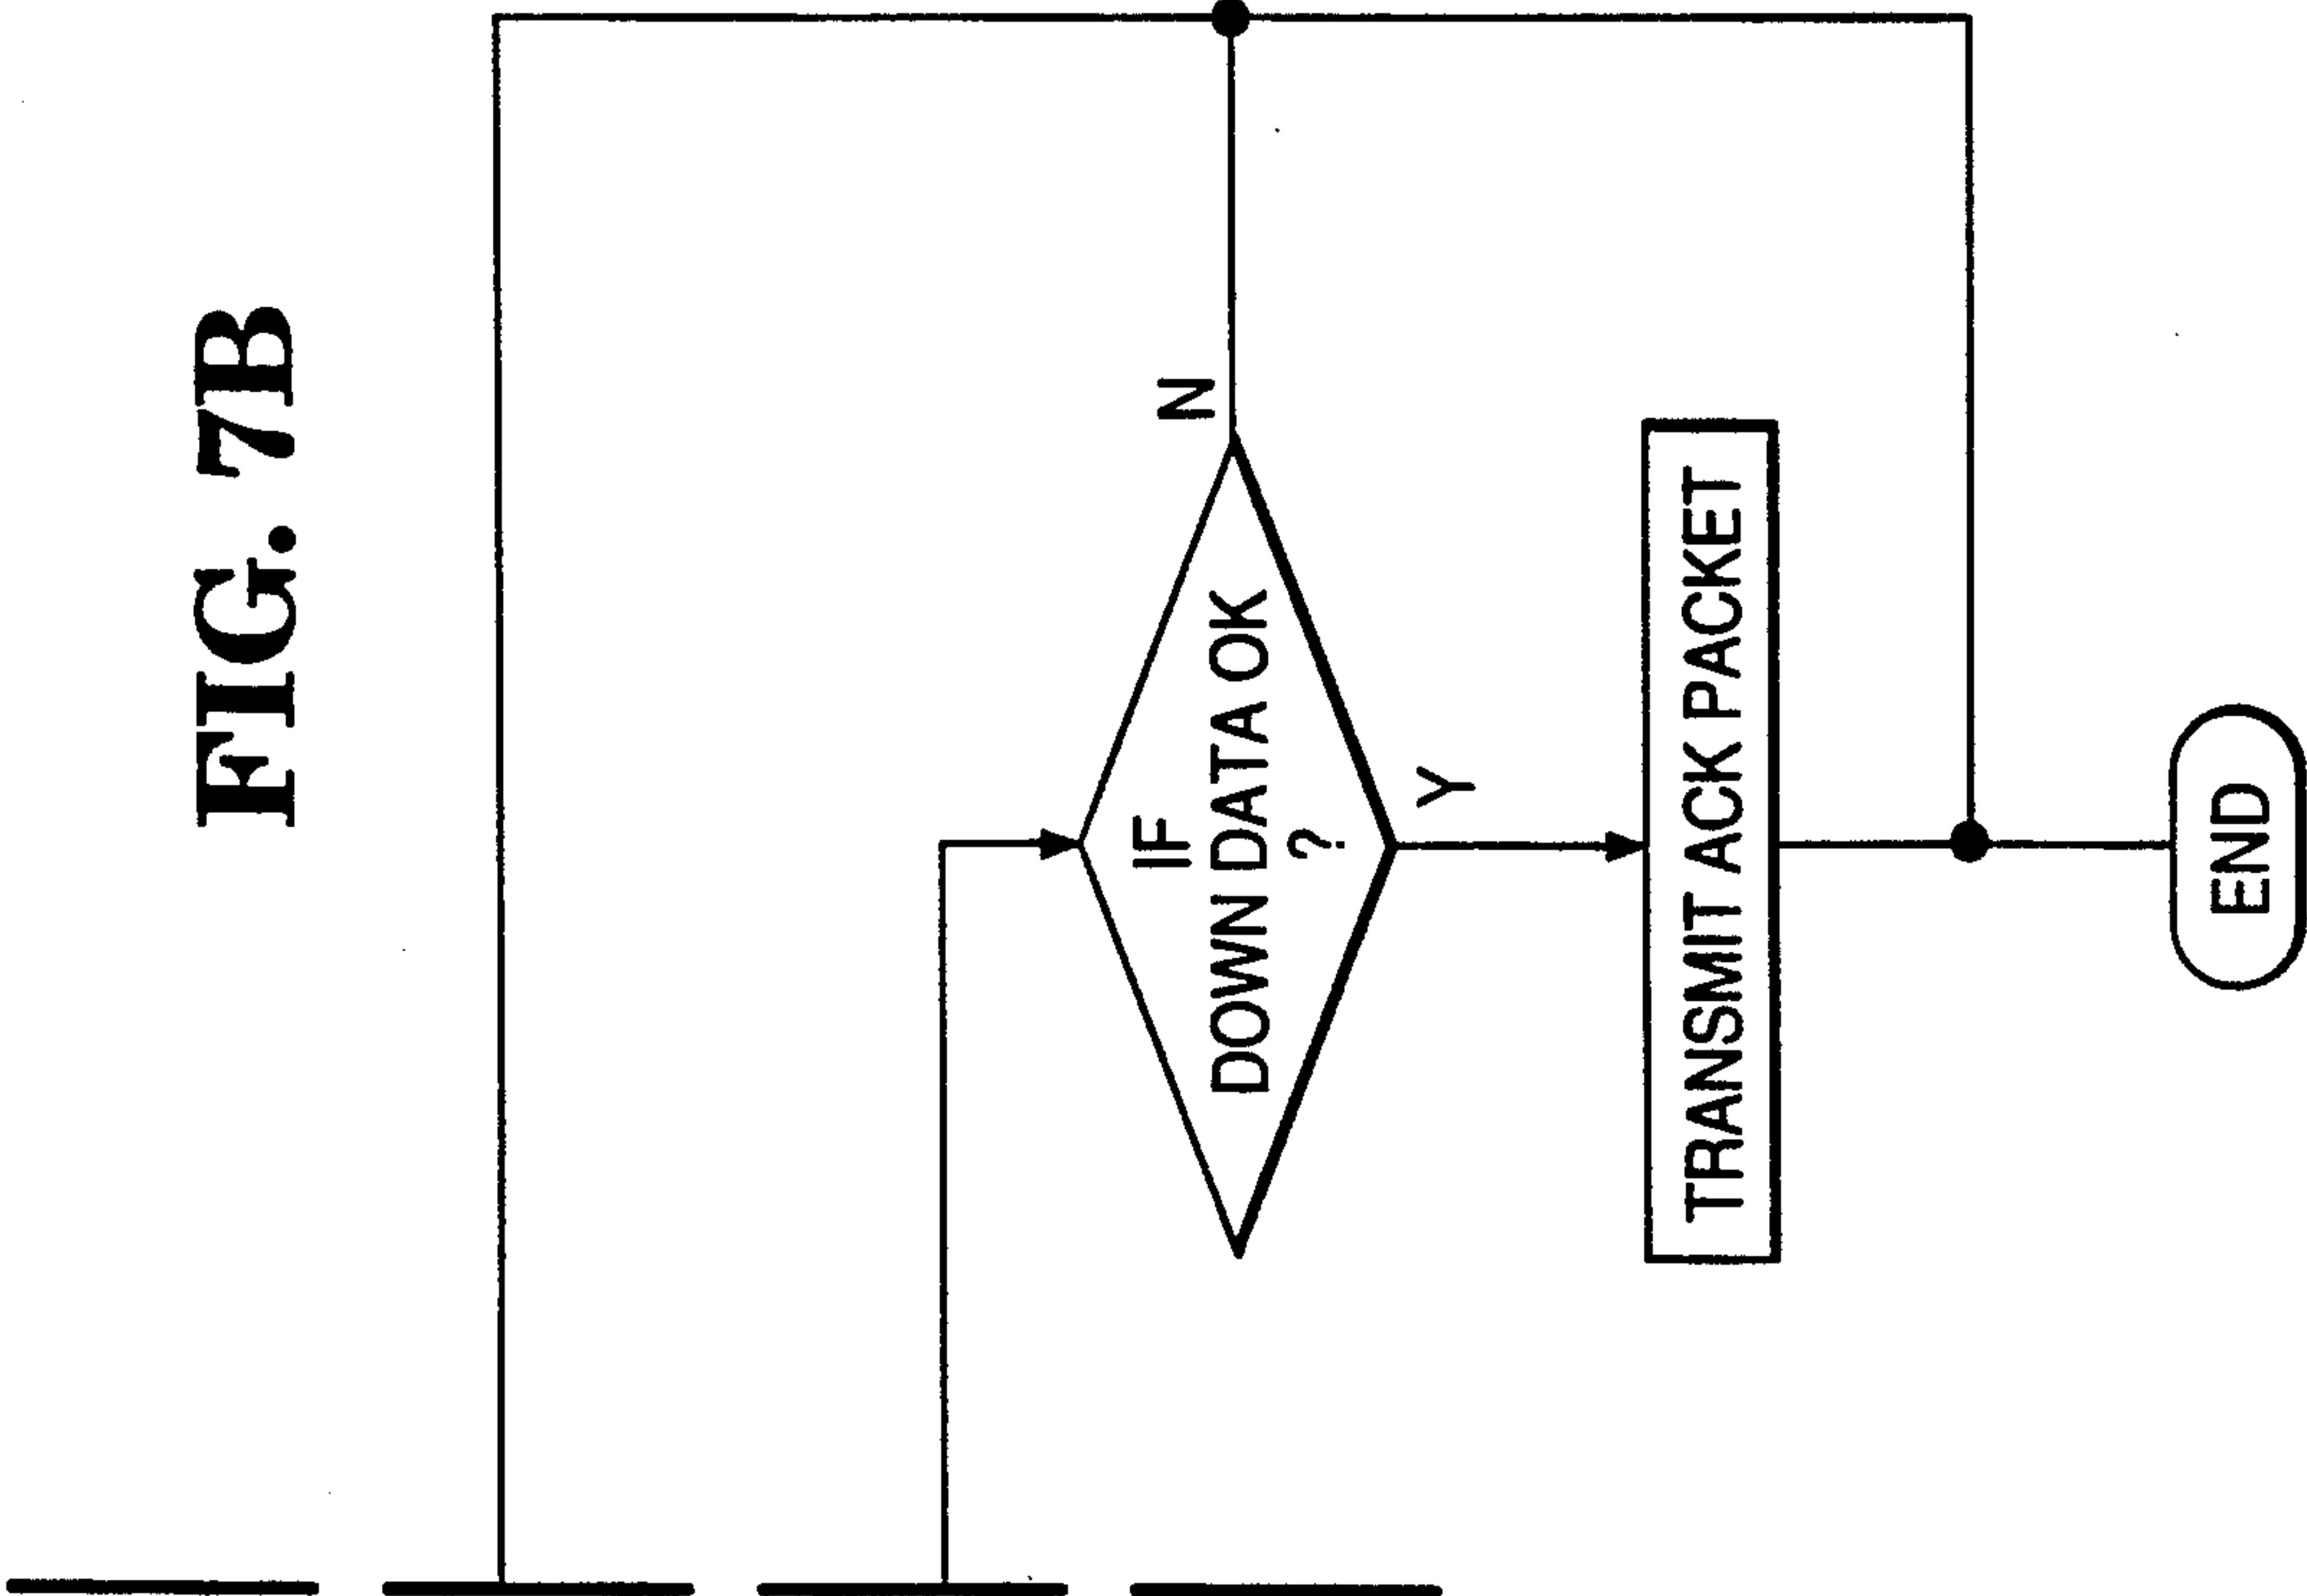 FIG. 7B
IF
DOWN DATA OK
?
N
Y
TRANSMIT ACK PACKET
END